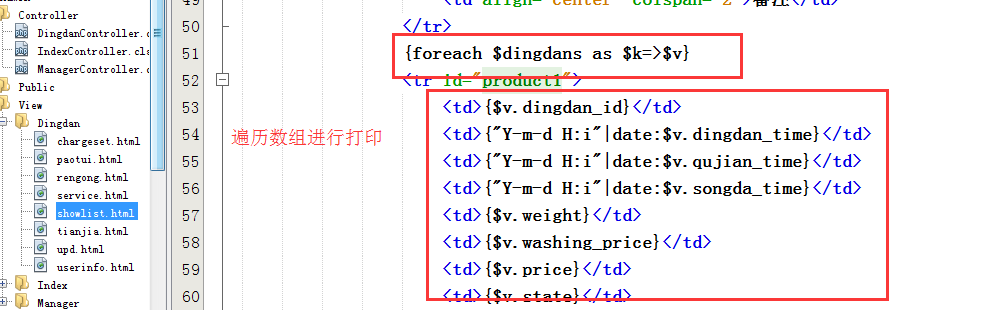 Controller
DingdanController.c
IndexController.cls
ManagerController.
Public
View
Dingdan
chargeset.html
paotui.html
rengong.html
service.html
showlist.html
tianjia.html
upd.html
userinfo.html
Index
Manager
遍历数组进行打印
49 <td align="center" colspan="2">备注</td>
50 </tr>
51 {foreach $dingdans as $k=>$v}
52 <tr id="product1">
53 <td>{$v.dingdan_id}</td>
54 <td>{"Y-m-d H:i"|date:$v.dingdan_time}</td>
55 <td>{"Y-m-d H:i"|date:$v.qujian_time}</td>
56 <td>{"Y-m-d H:i"|date:$v.songda_time}</td>
57 <td>{$v.weight}</td>
58 <td>{$v.washing_price}</td>
59 <td>{$v.price}</td>
60 <td>{$v.state}</td>